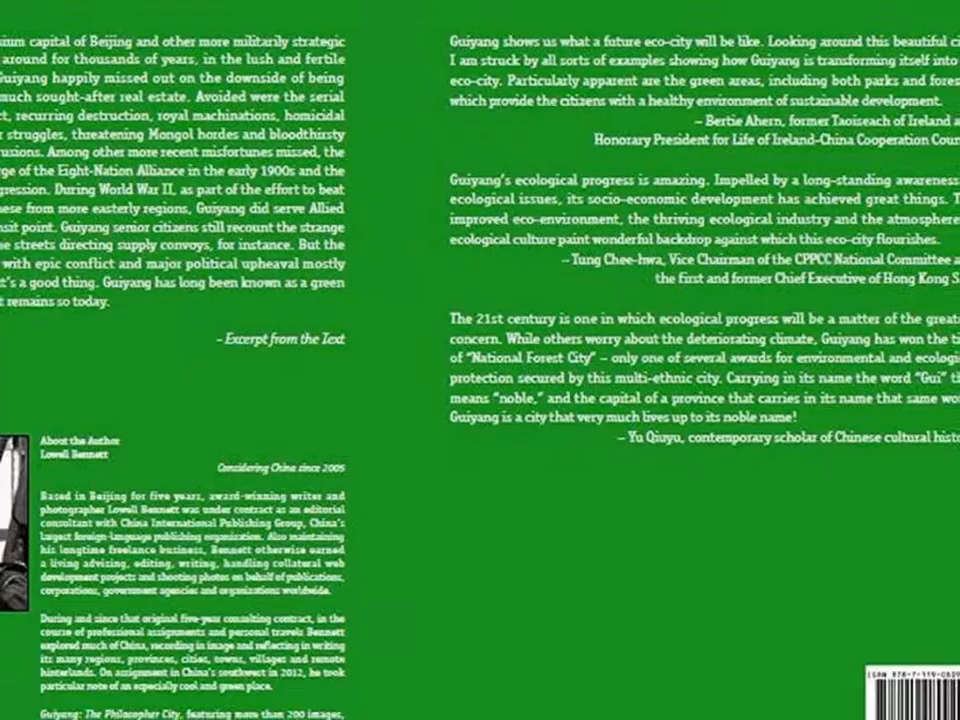 ium capital of Beijing and other more militarily strategic
around for thousands of years, in the lush and fertile
Guiyang happily missed out on the downside of being
much sought-after real estate. Avoided were the serial
ct, recurring destruction, royal machinations, homicidal
r struggles, threatening Mongol hordes and bloodthirsty
rusions. Among other more recent misfortunes missed, the
ge of the Eight-Nation Alliance in the early 1900s and the
gression. During World War II, as part of the effort to beat
ese from more easterly regions, Guiyang did serve Allied
nsit point. Guiyang senior citizens still recount the strange
e streets directing supply convoys, for instance. But the
with epic conflict and major political upheaval mostly
t's a good thing. Guiyang has long been known as a green
t remains so today.
– Excerpt from the Text
About the Author
Lowell Bennett
Considering China since 2005
Based in Beijing for five years, award-winning writer and
photographer Lowell Bennett was under contract as an editorial
consultant with China International Publishing Group, China's
largest foreign-language publishing organization. Also maintaining
his longtime freelance business, Bennett otherwise earned
a living advising, editing, writing, handling collateral web
development projects and shooting photos on behalf of publications,
corporations, government agencies and organizations worldwide.
During and since that original five-year consulting contract, in the
course of professional assignments and personal travels Bennett
explored much of China, recording in image and reflecting in writing
its many regions, provinces, cities, towns, villages and remote
hinterlands. On assignment in China's southwest in 2012, he took
particular note of an especially cool and green place.
Guiyang: The Philosopher City, featuring more than 200 images,
Guiyang shows us what a future eco-city will be like. Looking around this beautiful ci
I am struck by all sorts of examples showing how Guiyang is transforming itself into
eco-city. Particularly apparent are the green areas, including both parks and fores
which provide the citizens with a healthy environment of sustainable development.
– Bertie Ahern, former Taoiseach of Ireland a
Honorary President for Life of Ireland-China Cooperation Coun
Guiyang's ecological progress is amazing. Impelled by a long-standing awareness
ecological issues, its socio-economic development has achieved great things. T
improved eco-environment, the thriving ecological industry and the atmosphere
ecological culture paint wonderful backdrop against which this eco-city flourishes.
– Tung Chee-hwa, Vice Chairman of the CPPCC National Committee a
the first and former Chief Executive of Hong Kong S
The 21st century is one in which ecological progress will be a matter of the great
concern. While others worry about the deteriorating climate, Guiyang has won the ti
of "National Forest City" – only one of several awards for environmental and ecologi
protection secured by this multi-ethnic city. Carrying in its name the word "Gui" th
means "noble," and the capital of a province that carries in its name that same wo
Guiyang is a city that very much lives up to its noble name!
– Yu Qiuyu, contemporary scholar of Chinese cultural histo
ISBN 978-7-119-0